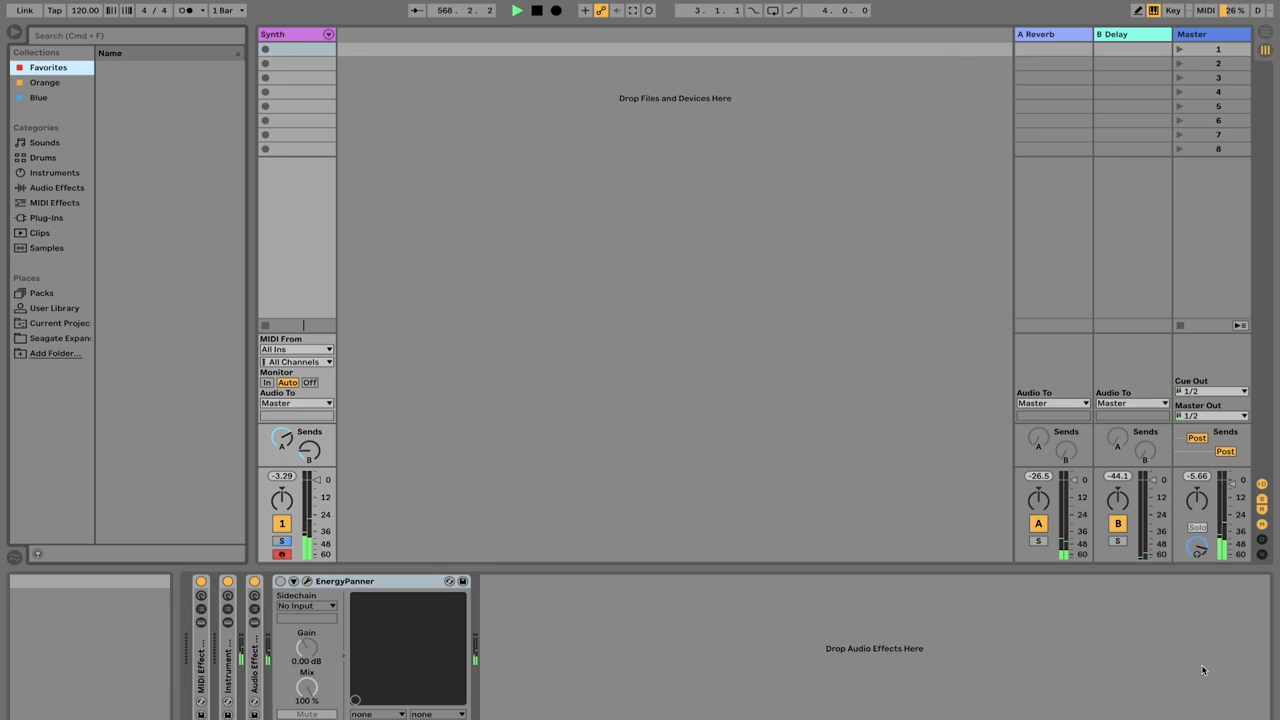 Link Tap 120.00 4 / 4 1 Bar 568. 2. 2 3. 1. 1 4. 0. 0 Key MIDI 26 % D
Search (Cmd + F)
Collections Name
Favorites
Orange
Blue
Categories
Sounds
Drums
Instruments
Audio Effects
MIDI Effects
Plug-Ins
Clips
Samples
Places
Packs
User Library
Current Projec
Seagate Expan
Add Folder...
Synth A Reverb B Delay Master
1
2
3
4
5
6
7
8
Drop Files and Devices Here
MIDI From
All Ins
All Channels
Monitor
In Auto Off
Audio To
Master
Sends
A B
-3.29
0
12
24
36
48
60
1
S
Audio To
Master
Sends
A B
-26.5
0
12
24
36
48
60
A
S
Audio To
Master
Sends
A B
-44.1
0
12
24
36
48
60
B
S
Cue Out
1/2
Master Out
1/2
Sends
Post
Post
-5.66
0
12
24
36
48
60
Solo
MIDI Effect ...
Instrument ...
Audio Effect ...
EnergyPanner
Sidechain
No Input
Gain
0.00 dB
Mix
100 %
Mute
none none
Drop Audio Effects Here